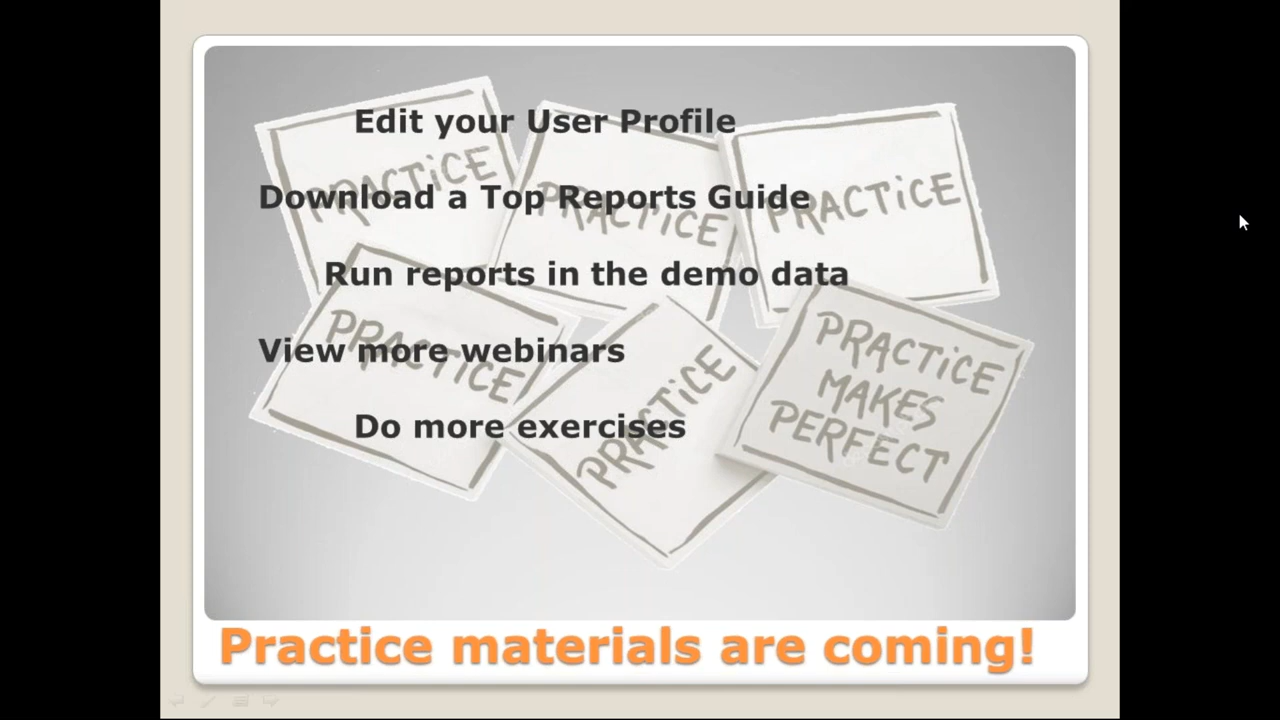 Edit your User Profile
Download a Top Reports Guide
Run reports in the demo data
View more webinars
Do more exercises
PRACTiCE
PRACTiCE
PRACTiCE
PRACTiCE
PRACTiCE
PRACTiCE
MAKES
PERFECT
Practice materials are coming!